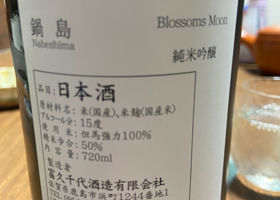 鍋島
Nabeshima
Blossoms Moon
純米吟醸
品目：日本酒
原材料名：米(国産)、米麹(国産米)
アルコール分：15度
使用米：但馬強力100%
精米歩合：50%
内容量：720ml
製造者
富久千代酒造有限会社
佐賀県鹿島市浜町1244番地1